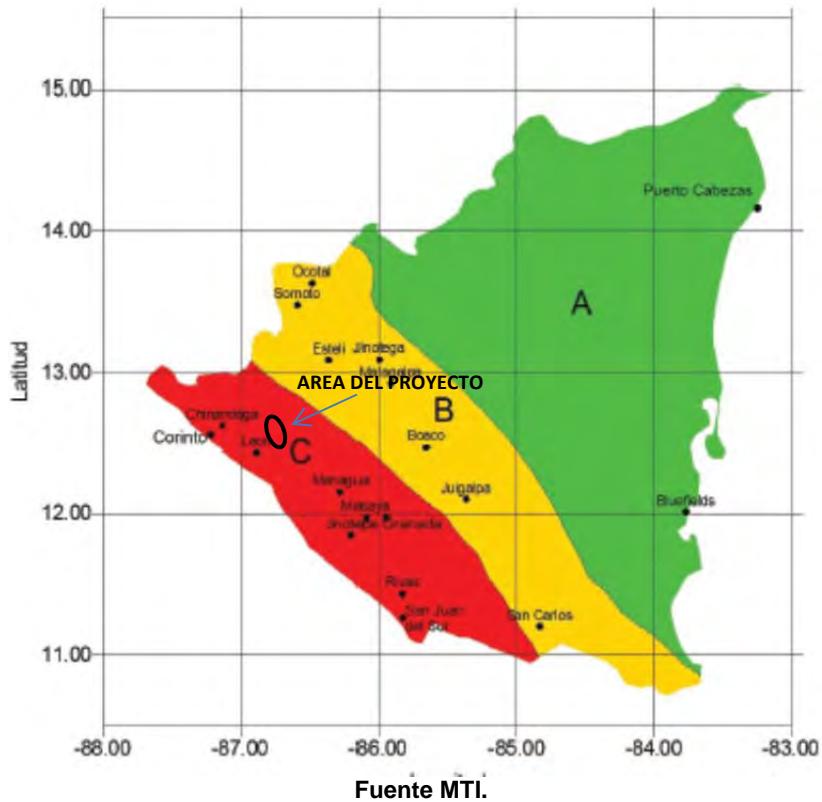 15.00
Puerto Cabezas
14.00
Ocotal
Somoto
A
Latitud
13.00
Estelí Jinotega
Matagalpa
AREA DEL PROYECTO
B
Chinandega
Corinto
Leon
C
Boaco
Managua
Juigalpa
12.00
Masaya
Jinotepe Granada
Bluefields
Rivas
San Juan
del Sur
San Carlos
11.00
-88.00 -87.00 -86.00 -85.00 -84.00 -83.00
Fuente MTI.